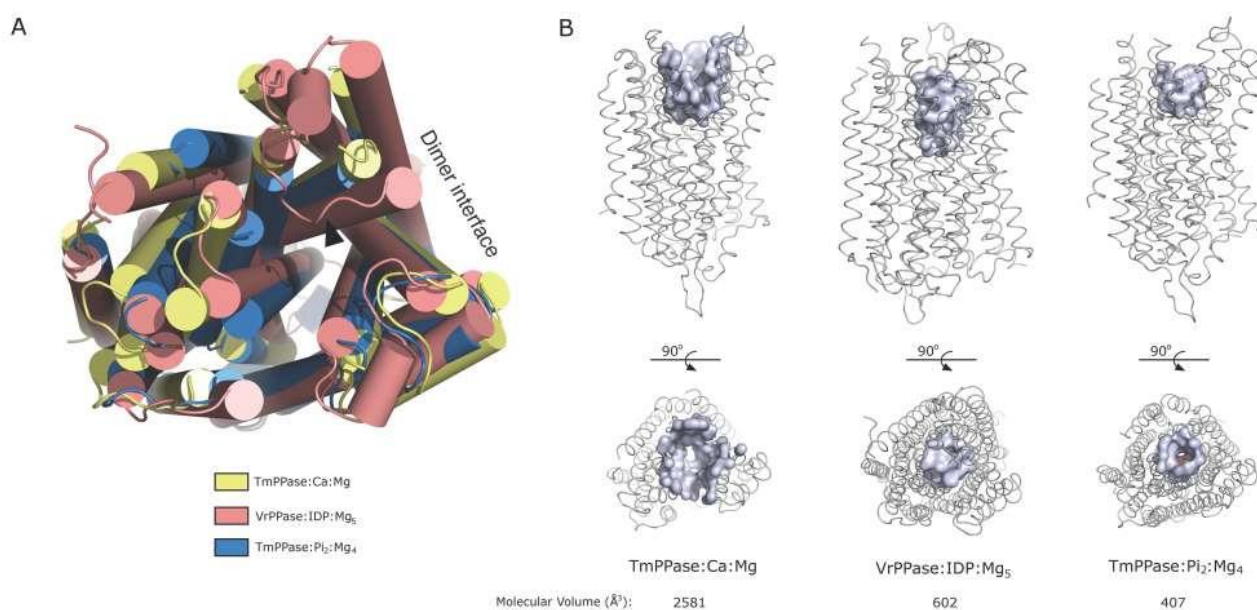 A
Dimer interface
TmPPase:Ca:Mg
VrPPase:IDP:Mg₅
TmPPase:Pi₂:Mg₄
B
90° 90° 90°
TmPPase:Ca:Mg VrPPase:IDP:Mg₅ TmPPase:Pi₂:Mg₄
Molecular Volume (Å³): 2581 602 407